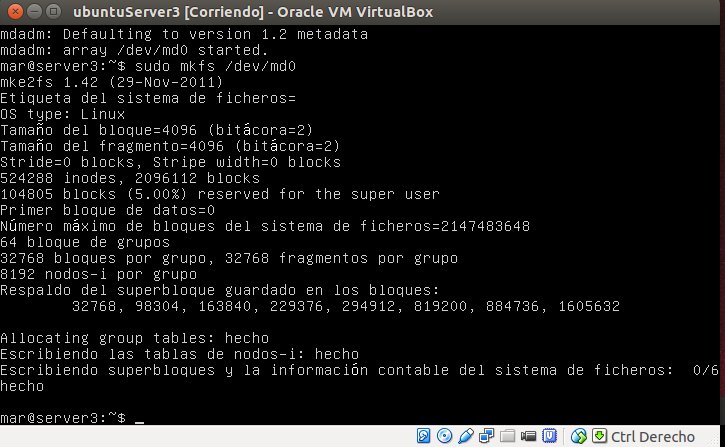 ubuntuServer3 [Corriendo] - Oracle VM VirtualBox
mdadm: Defaulting to version 1.2 metadata
mdadm: array /dev/md0 started.
mar@server3:~$ sudo mkfs /dev/md0
mke2fs 1.42 (29-Nov-2011)
Etiqueta del sistema de ficheros=
OS type: Linux
Tamaño del bloque=4096 (bitácora=2)
Tamaño del fragmento=4096 (bitácora=2)
Stride=0 blocks, Stripe width=0 blocks
524288 inodes, 2096112 blocks
104805 blocks (5.00%) reserved for the super user
Primer bloque de datos=0
Número máximo de bloques del sistema de ficheros=2147483648
64 bloque de grupos
32768 bloques por grupo, 32768 fragmentos por grupo
8192 nodos-i por grupo
Respaldo del superbloque guardado en los bloques:
32768, 98304, 163840, 229376, 294912, 819200, 884736, 1605632
Allocating group tables: hecho
Escribiendo las tablas de nodos-i: hecho
Escribiendo superbloques y la información contable del sistema de ficheros:  0/6
hecho
mar@server3:~$ _
Ctrl Derecho